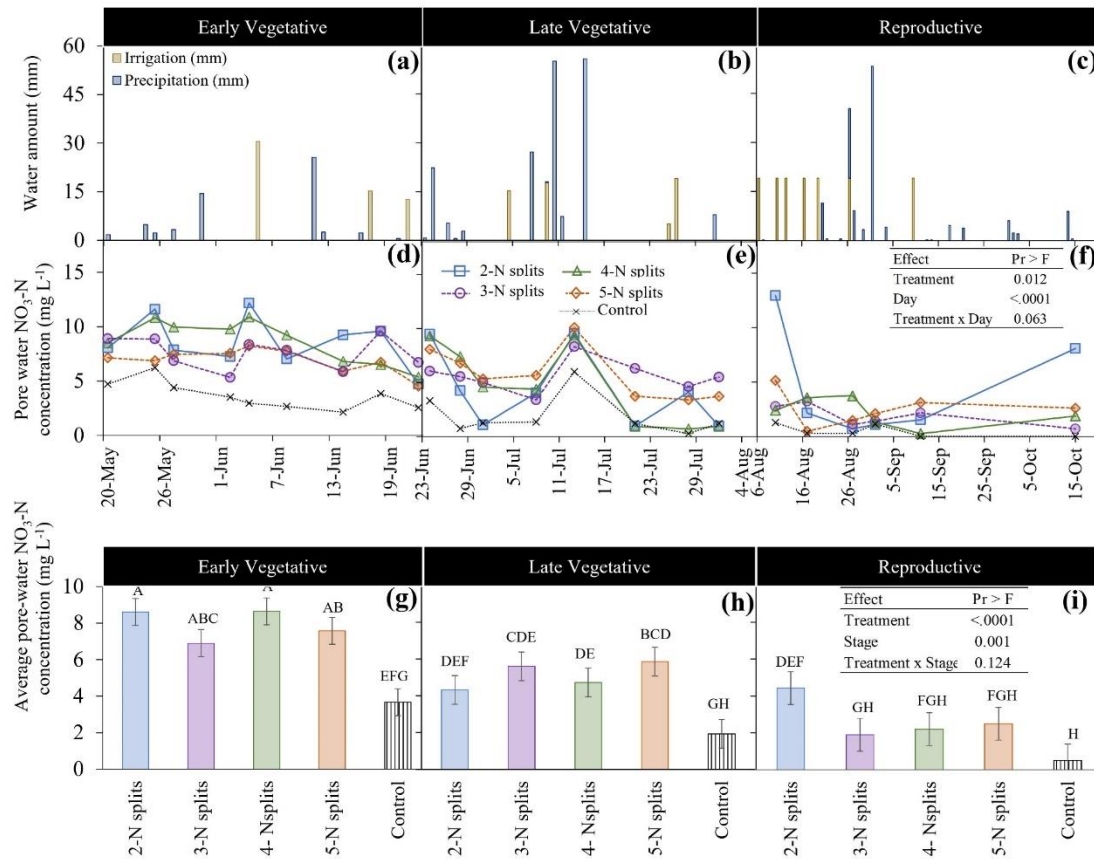 Early Vegetative
Late Vegetative
Reproductive
Water amount (mm)
60
45
30
15
0
Irrigation (mm)
Precipitation (mm)
(a)
(b)
(c)
Pore water NO3-N
concentration (mg L-1)
15
10
5
0
(d)
(e)
2-N splits
4-N splits
3-N splits
5-N splits
Control
(f)
Effect Pr > F
Treatment 0.012
Day <.0001
Treatment x Day 0.063
20-May
26-May
1-Jun
7-Jun
13-Jun
19-Jun
23-Jun
29-Jun
5-Jul
11-Jul
17-Jul
23-Jul
29-Jul
4-Aug
6-Aug
16-Aug
26-Aug
5-Sep
15-Sep
25-Sep
5-Oct
15-Oct
Early Vegetative
Late Vegetative
Reproductive
Average pore-water NO3-N
concentration (mg L-1)
10
8
6
4
2
0
A
ABC
A
AB
EFG
(g)
DEF
CDE
DE
BCD
GH
(h)
DEF
GH
FGH
FGH
H
(i)
Effect Pr > F
Treatment <.0001
Stage 0.001
Treatment x Stage 0.124
2-N splits
3-N splits
4- Nsplits
5-N splits
Control
2-N splits
3-N splits
4-N splits
5-N splits
Control
2-N splits
3-N splits
4-N splits
5-N splits
Control